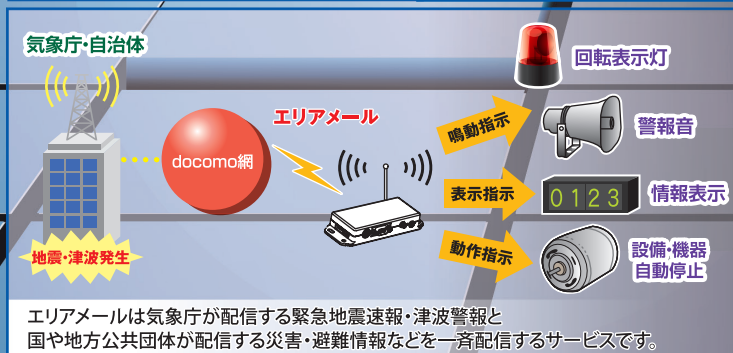 気象庁・自治体
地震・津波発生
docomo網
エリアメール
鳴動指示
表示指示
動作指示
回転表示灯
警報音
0123
情報表示
設備・機器
自動停止
エリアメールは気象庁が配信する緊急地震速報・津波警報と
国や地方公共団体が配信する災害・避難情報などを一斉配信するサービスです。